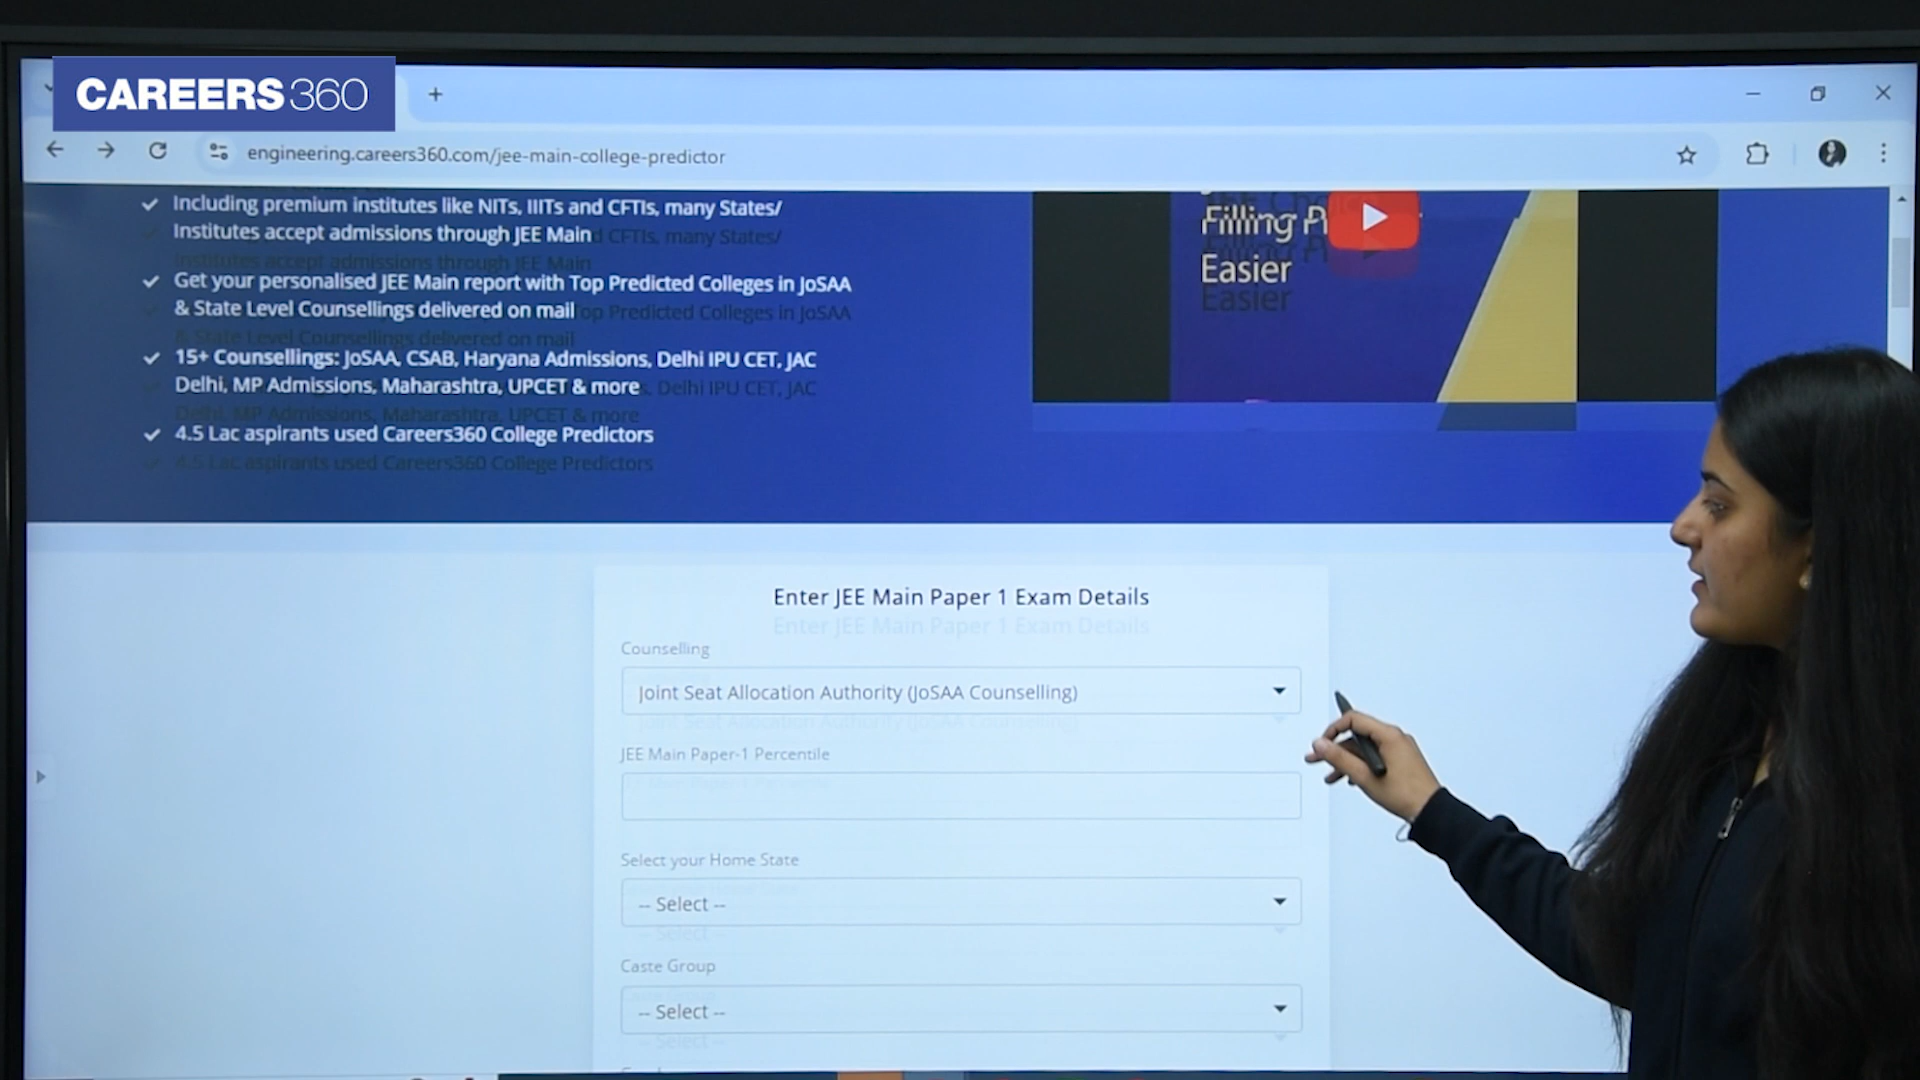 CAREERS360
engineering.careers360.com/jee-main-college-predictor
Including premium institutes like NITs, IIITs and CFTIs, many States/
Institutes accept admissions through JEE Main
Get your personalised JEE Main report with Top Predicted Colleges in JoSAA
& State Level Counsellings delivered on mail
15+ Counsellings: JoSAA, CSAB, Haryana Admissions, Delhi IPU CET, JAC
Delhi, MP Admissions, Maharashtra, UPCET & more
4.5 Lac aspirants used Careers360 College Predictors
Filling
Easier
Enter JEE Main Paper 1 Exam Details
Counselling
Joint Seat Allocation Authority (JoSAA Counselling)
JEE Main Paper-1 Percentile
Select your Home State
-- Select --
Caste Group
-- Select --